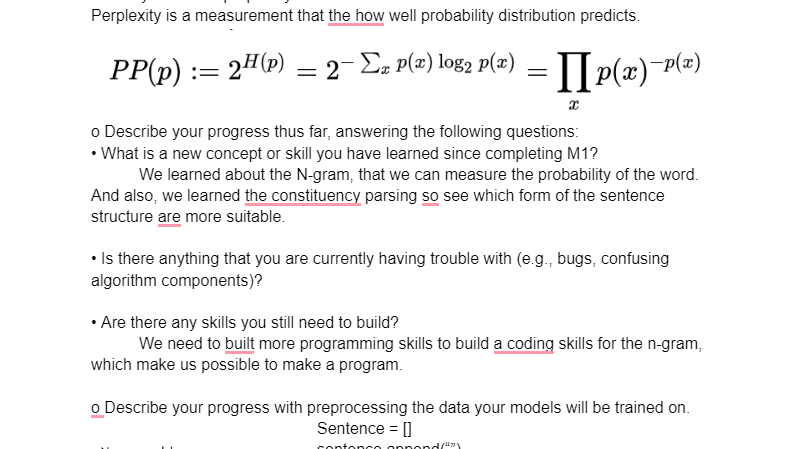 Perplexity is a measurement that the how well probability distribution predicts.
PP(p) := 2^{H(p)} = 2^{-\sum_x p(x) \log_2 p(x)} = \prod_x p(x)^{-p(x)}
o Describe your progress thus far, answering the following questions:
• What is a new concept or skill you have learned since completing M1?
We learned about the N-gram, that we can measure the probability of the word.
And also, we learned the constituency parsing so see which form of the sentence
structure are more suitable.
• Is there anything that you are currently having trouble with (e.g., bugs, confusing
algorithm components)?
• Are there any skills you still need to build?
We need to built more programming skills to build a coding skills for the n-gram,
which make us possible to make a program.
o Describe your progress with preprocessing the data your models will be trained on.
Sentence = []